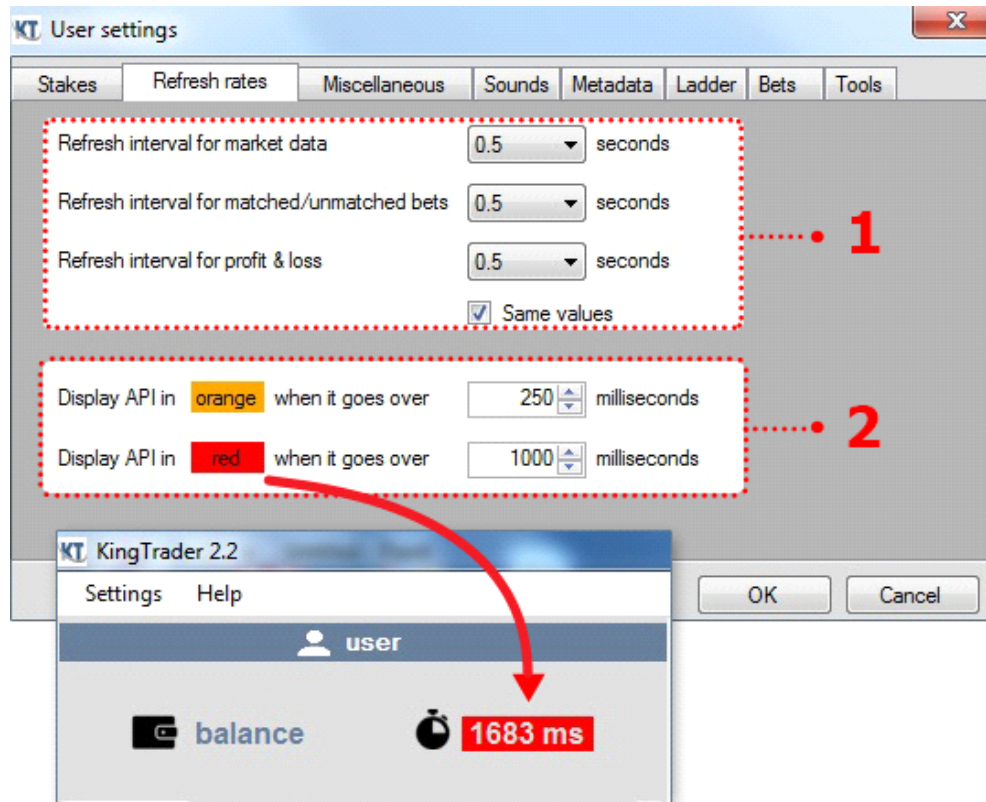 KT User settings
x
Stakes Refresh rates Miscellaneous Sounds Metadata Ladder Bets Tools
Refresh interval for market data 0.5 seconds
Refresh interval for matched/unmatched bets 0.5 seconds
Refresh interval for profit & loss 0.5 seconds
Same values
1
Display API in orange when it goes over 250 milliseconds
Display API in red when it goes over 1000 milliseconds
2
KT KingTrader 2.2
Settings Help
OK Cancel
user
balance 1683 ms